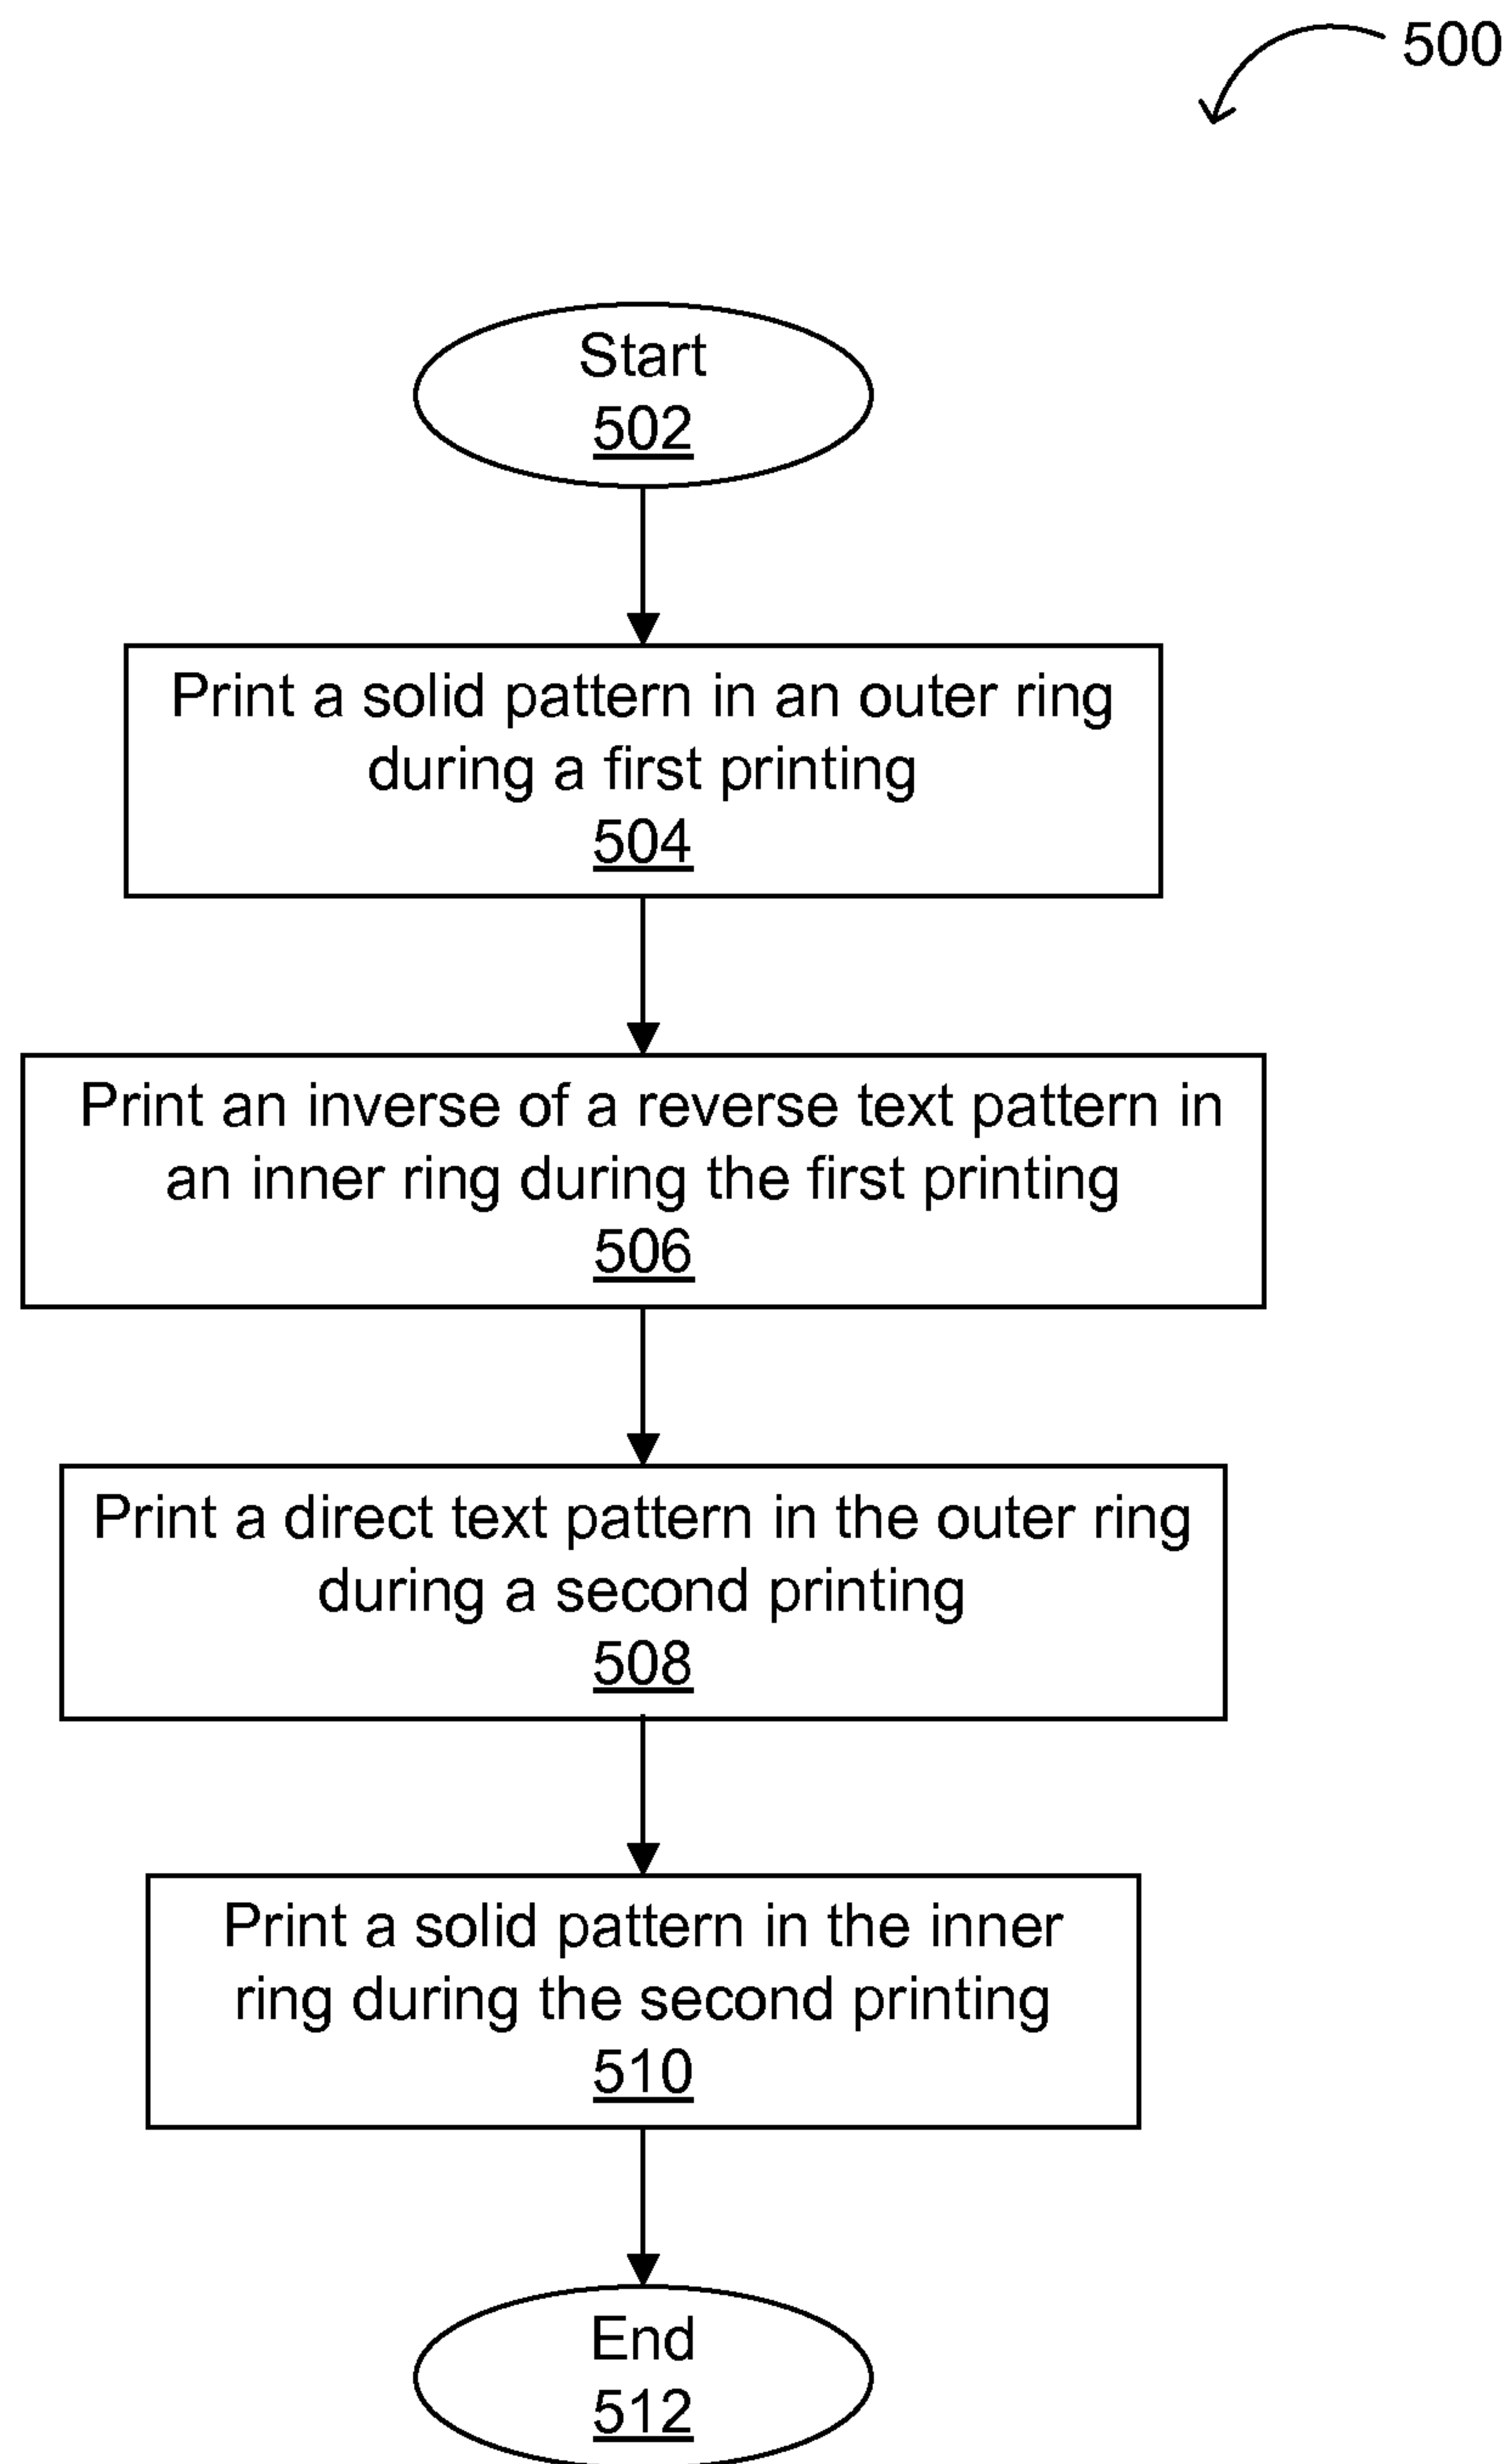 500
Start
502
Print a solid pattern in an outer ring
during a first printing
504
Print an inverse of a reverse text pattern in
an inner ring during the first printing
506
Print a direct text pattern in the outer ring
during a second printing
508
Print a solid pattern in the inner
ring during the second printing
510
End
512